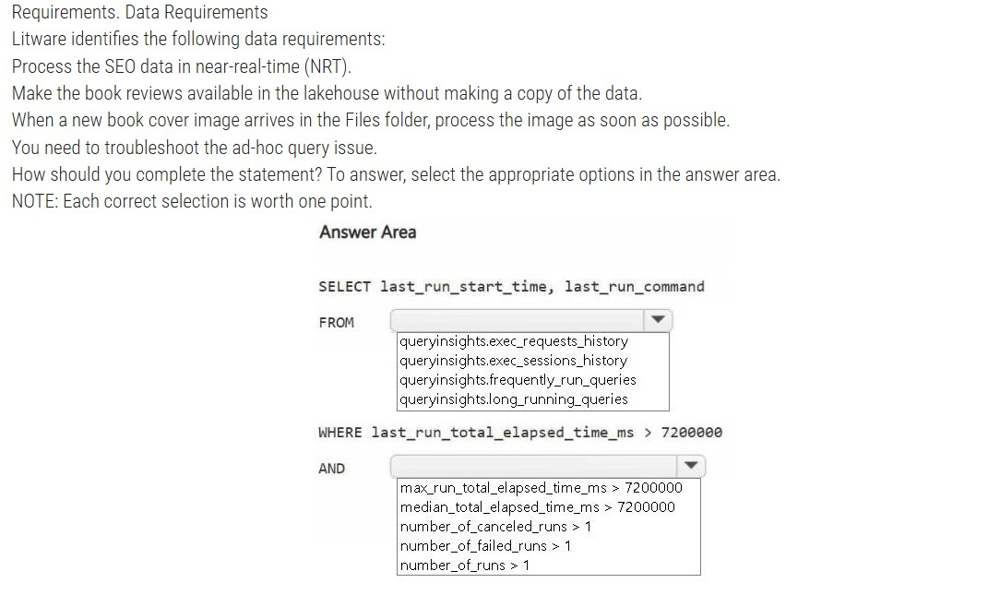 Requirements. Data Requirements
Litware identifies the following data requirements:
Process the SEO data in near-real-time (NRT).
Make the book reviews available in the lakehouse without making a copy of the data.
When a new book cover image arrives in the Files folder, process the image as soon as possible.
You need to troubleshoot the ad-hoc query issue.
How should you complete the statement? To answer, select the appropriate options in the answer area.
NOTE: Each correct selection is worth one point.
Answer Area
SELECT last_run_start_time, last_run_command
FROM
queryinsights.exec_requests_history
queryinsights.exec_sessions_history
queryinsights.frequently_run_queries
queryinsights.long_running_queries
WHERE last_run_total_elapsed_time_ms > 7200000
AND
max_run_total_elapsed_time_ms > 7200000
median_total_elapsed_time_ms > 7200000
number_of_canceled_runs > 1
number_of_failed_runs > 1
number_of_runs > 1